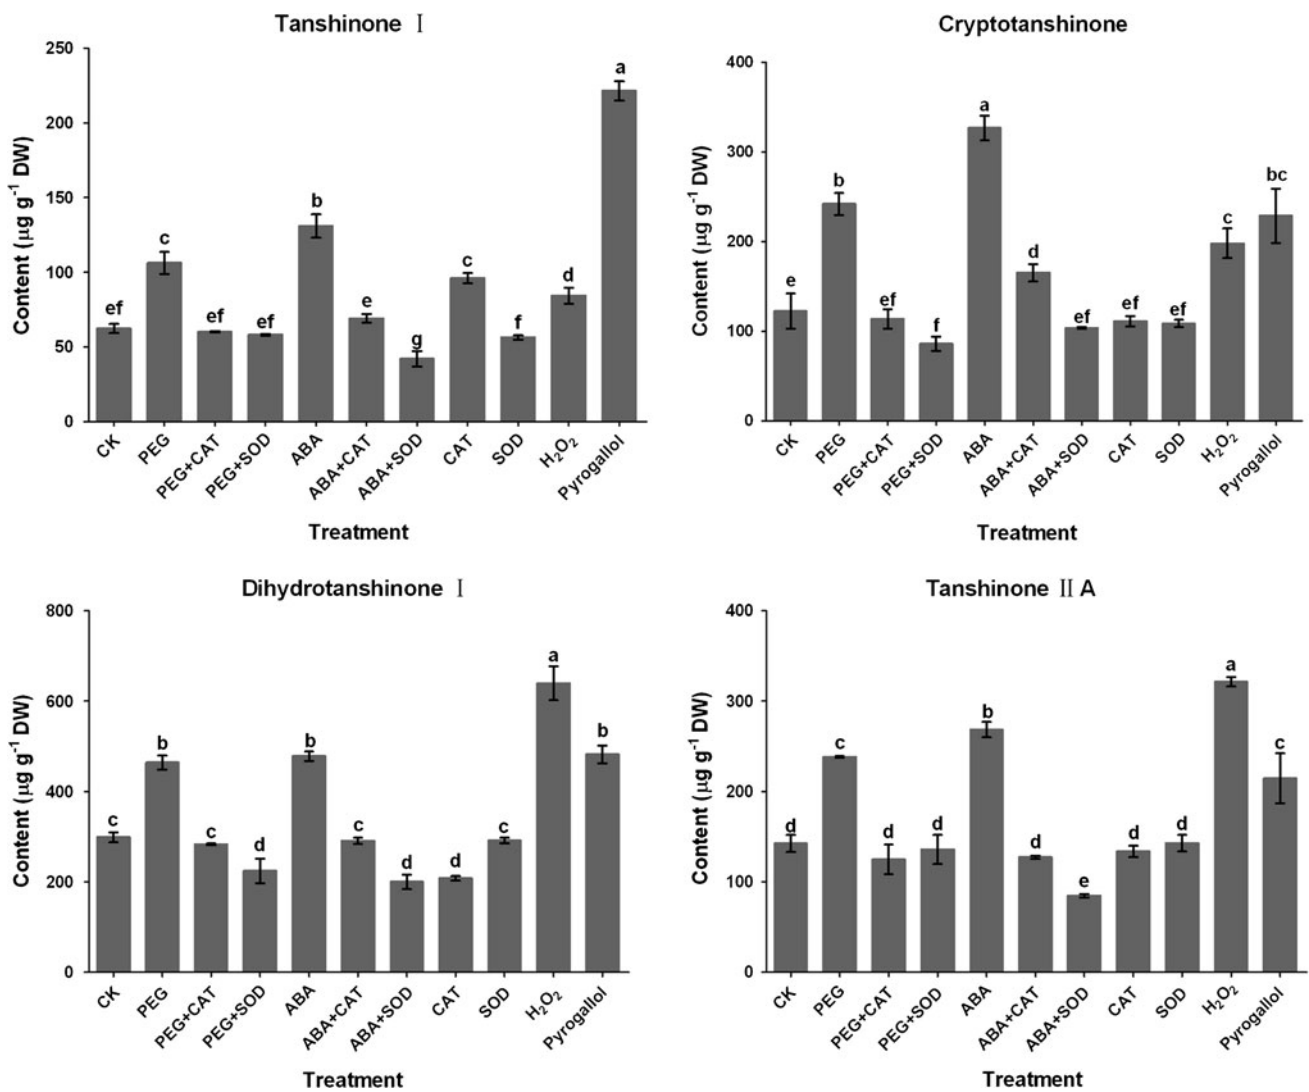 Tanshinone Ⅰ
Content (μg g⁻¹ DW)
250
200
150
100
50
0
ef
c
ef
ef
b
e
g
c
f
d
a
CK
PEG
PEG+CAT
PEG+SOD
ABA
ABA+CAT
ABA+SOD
CAT
SOD
H₂O₂
Pyrogallol
Treatment
Cryptotanshinone
Content (μg g⁻¹ DW)
400
300
200
100
0
e
b
ef
f
a
d
ef
ef
ef
c
bc
CK
PEG
PEG+CAT
PEG+SOD
ABA
ABA+CAT
ABA+SOD
CAT
SOD
H₂O₂
Pyrogallol
Treatment
Dihydrotanshinone Ⅰ
Content (μg g⁻¹ DW)
800
600
400
200
0
c
b
c
d
b
c
d
d
c
a
b
CK
PEG
PEG+CAT
PEG+SOD
ABA
ABA+CAT
ABA+SOD
CAT
SOD
H₂O₂
Pyrogallol
Treatment
Tanshinone Ⅱ A
Content (μg g⁻¹ DW)
400
300
200
100
0
d
c
d
d
b
d
e
d
d
a
c
CK
PEG
PEG+CAT
PEG+SOD
ABA
ABA+CAT
ABA+SOD
CAT
SOD
H₂O₂
Pyrogallol
Treatment